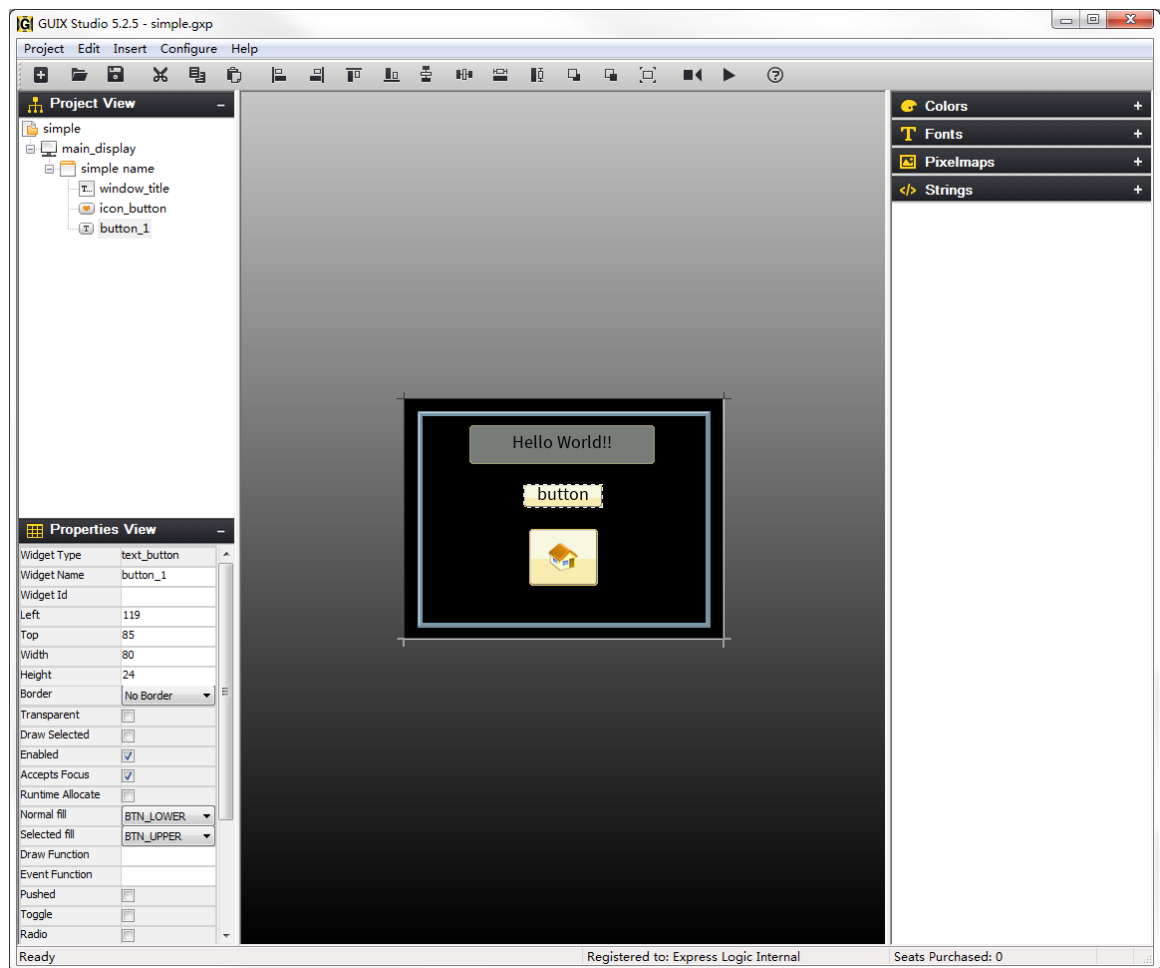 GUIX Studio 5.2.5 - simple.gxp
Project Edit Insert Configure Help
Project View
simple
main_display
simple name
T... window_title
icon_button
T button_1
Properties View
Widget Type text_button
Widget Name button_1
Widget Id
Left 119
Top 85
Width 80
Height 24
Border No Border
Transparent
Draw Selected
Enabled
Accepts Focus
Runtime Allocate
Normal fill BTN_LOWER
Selected fill BTN_UPPER
Draw Function
Event Function
Pushed
Toggle
Radio
Hello World!!
button
Colors
T Fonts
Pixelmaps
</> Strings
Ready Registered to: Express Logic Internal Seats Purchased: 0